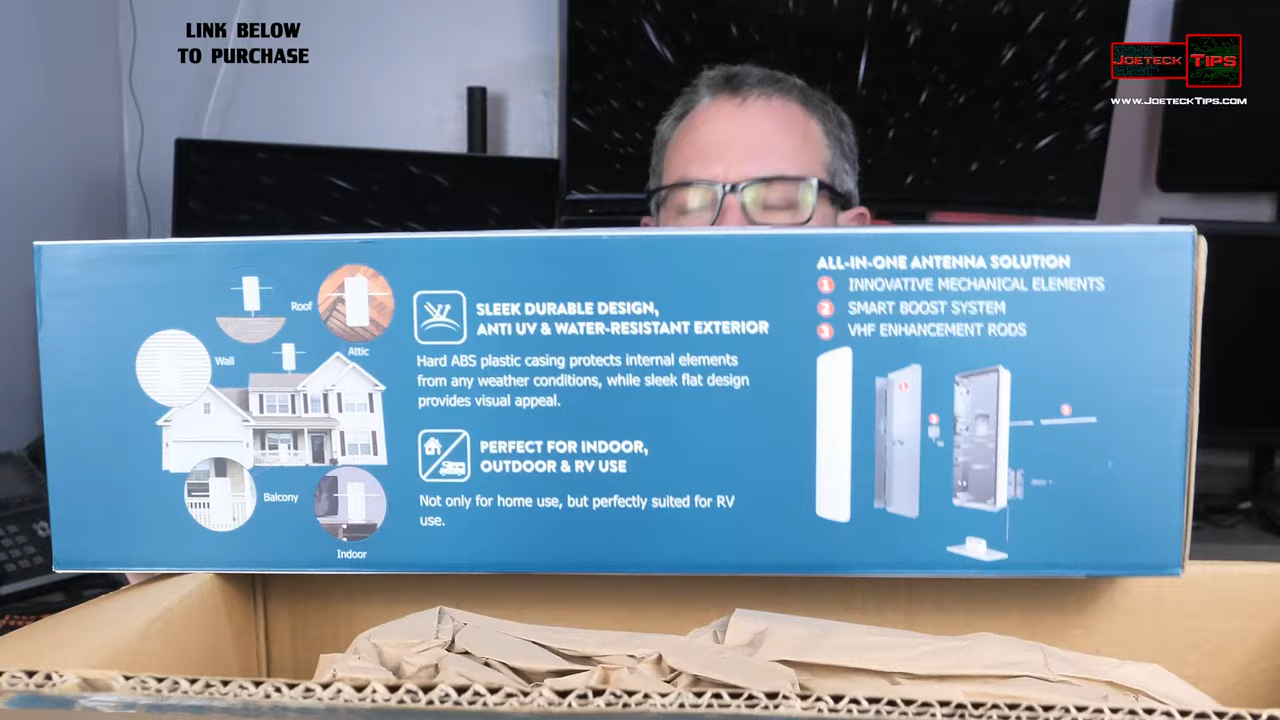 LINK BELOW
TO PURCHASE
JOETECK TIPS
WWW.JOETECKTIPS.COM
Roof
Attic
Wall
Balcony
Indoor
SLEEK DURABLE DESIGN,
ANTI UV & WATER-RESISTANT EXTERIOR
Hard ABS plastic casing protects internal elements
from any weather conditions, while sleek flat design
provides visual appeal.
PERFECT FOR INDOOR,
OUTDOOR & RV USE
Not only for home use, but perfectly suited for RV
use.
ALL-IN-ONE ANTENNA SOLUTION
1 INNOVATIVE MECHANICAL ELEMENTS
2 SMART BOOST SYSTEM
3 VHF ENHANCEMENT RODS
1